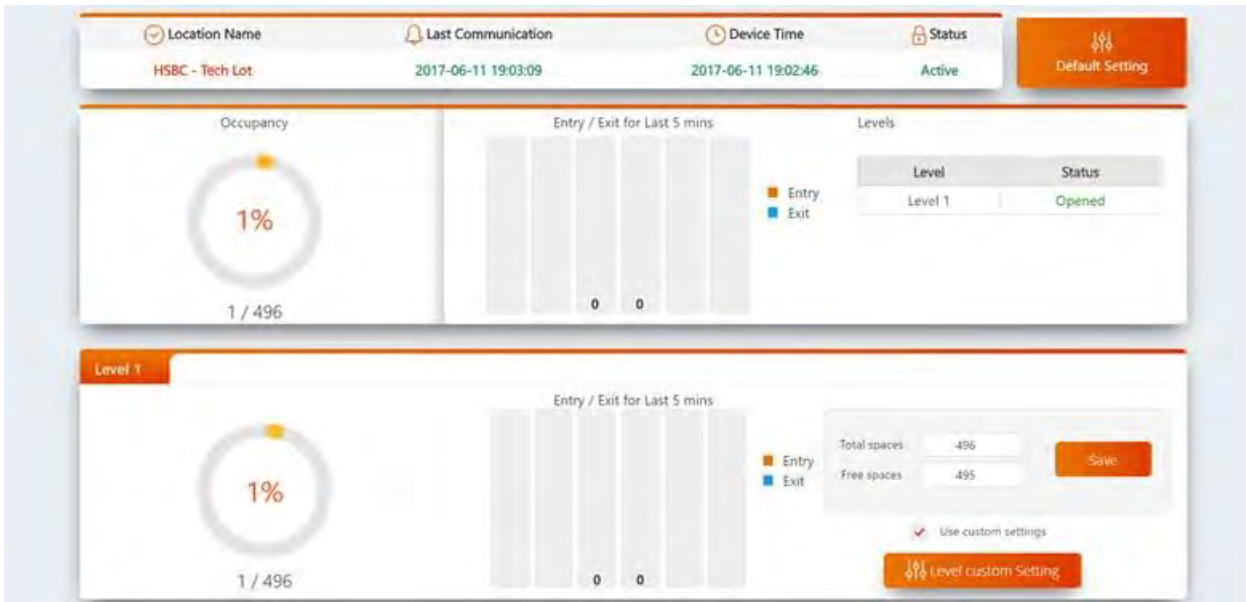 Location Name
Last Communication
Device Time
Status
Default Setting
HSBC - Tech Lot
2017-06-11 19:03:09
2017-06-11 19:02:46
Active
Occupancy
1%
1 / 496
Entry / Exit for Last 5 mins
0 0
Entry
Exit
Levels
Level Status
Level 1 Opened
Level 1
1%
1 / 496
Entry / Exit for Last 5 mins
0 0
Entry
Exit
Total spaces 496
Free spaces 495
Save
Use custom settings
Level custom Setting